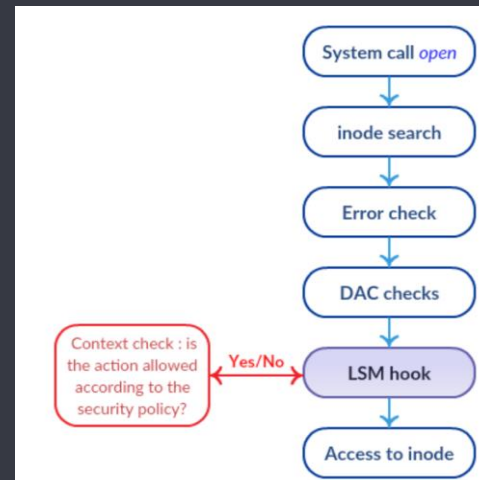 System call open
inode search
Error check
DAC checks
Context check : is
the action allowed
according to the
security policy?
Yes/No
LSM hook
Access to inode